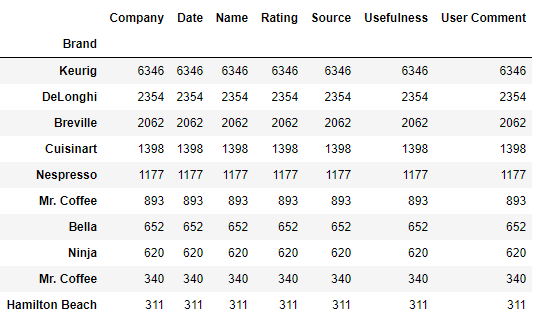 Company Date Name Rating Source Usefulness User Comment
Brand
Keurig 6346 6346 6346 6346 6346 6346 6346
DeLonghi 2354 2354 2354 2354 2354 2354 2354
Breville 2062 2062 2062 2062 2062 2062 2062
Cuisinart 1398 1398 1398 1398 1398 1398 1398
Nespresso 1177 1177 1177 1177 1177 1177 1177
Mr. Coffee 893 893 893 893 893 893 893
Bella 652 652 652 652 652 652 652
Ninja 620 620 620 620 620 620 620
Mr. Coffee 340 340 340 340 340 340 340
Hamilton Beach 311 311 311 311 311 311 311